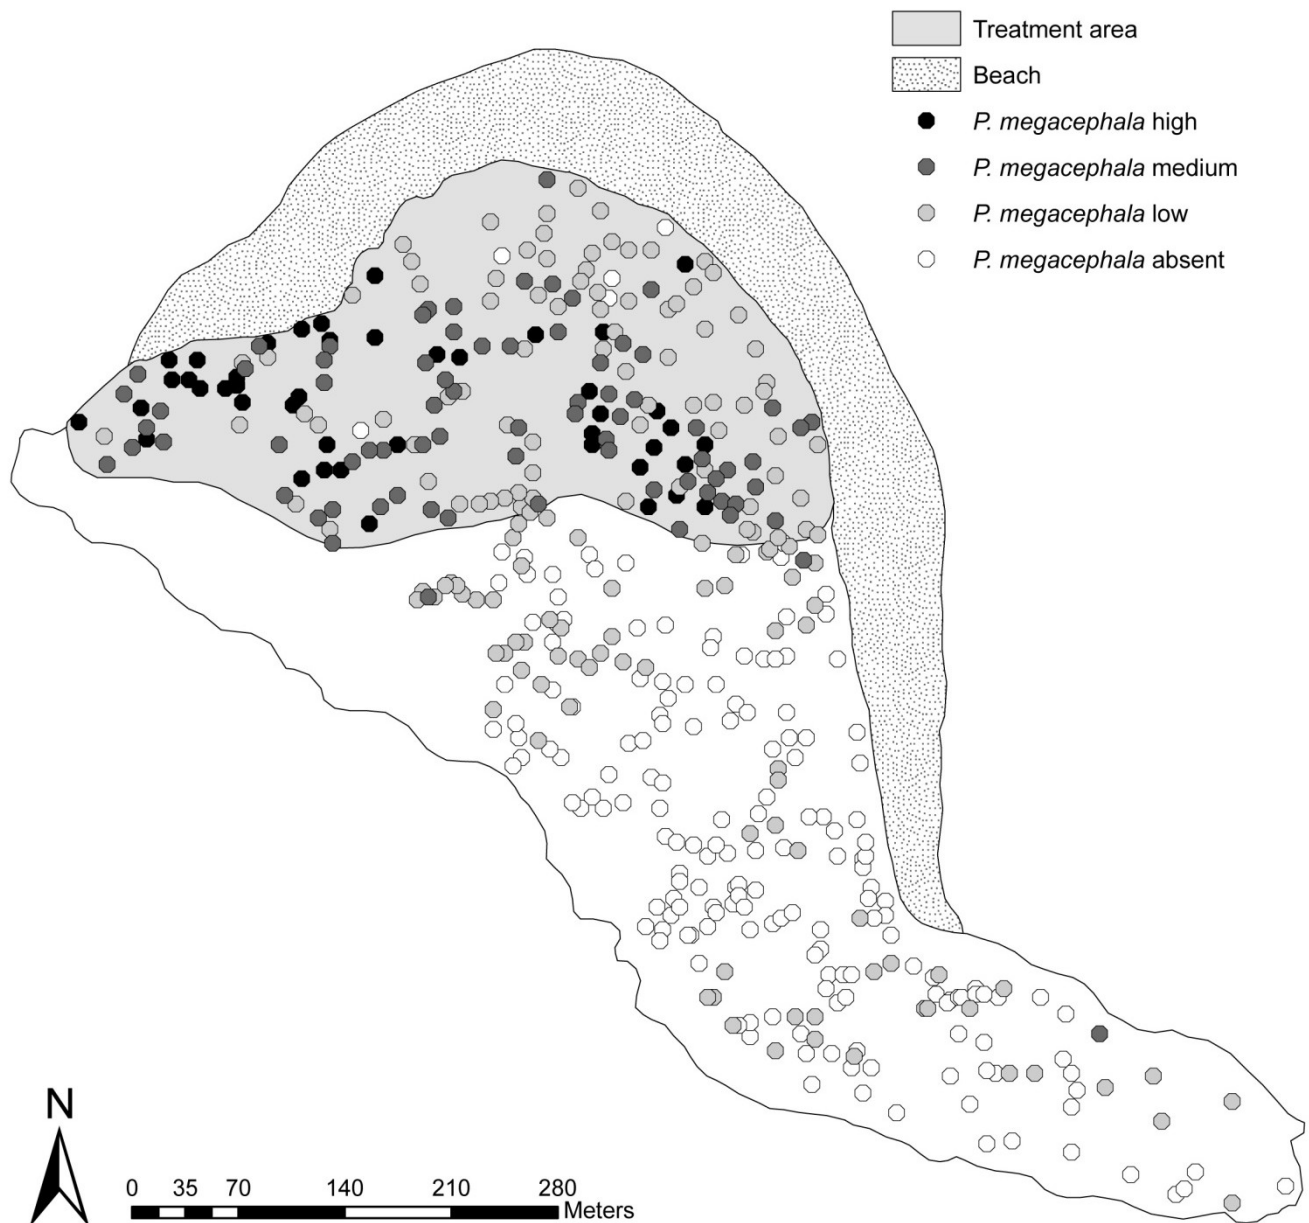 Treatment area
Beach
P. megacephala high
P. megacephala medium
P. megacephala low
P. megacephala absent
N
0 35 70 140 210 280
Meters